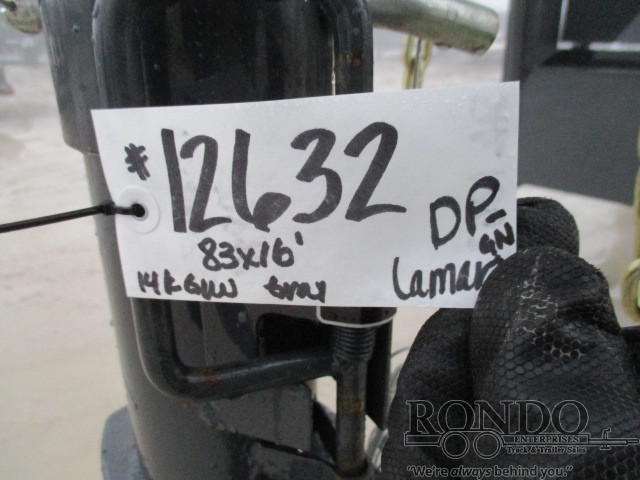 #12632
DP-
GN
83x16'
Lamar
14k GVW Gray
RONDO
ENTERPRISES
Truck & Trailer Sales
"We're always behind you."